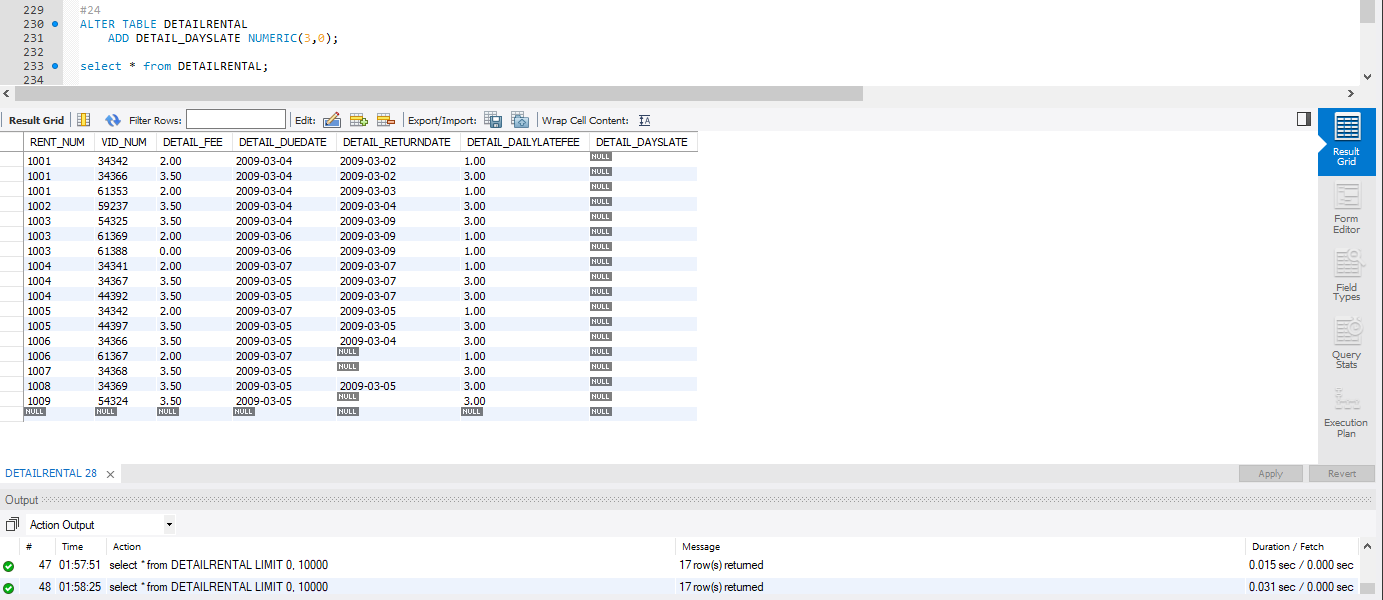 229 #24
230 ALTER TABLE DETAILRENTAL
231 ADD DETAIL_DAYSLATE NUMERIC(3,0);
232
233 select * from DETAILRENTAL;
234
Result Grid Filter Rows: Edit: Export/Import: Wrap Cell Content: IA
RENT_NUM VID_NUM DETAIL_FEE DETAIL_DUEDATE DETAIL_RETURNDATE DETAIL_DAILYLATEFEE DETAIL_DAYSLATE
1001 34342 2.00 2009-03-04 2009-03-02 1.00 NULL
1001 34366 3.50 2009-03-04 2009-03-02 3.00 NULL
1001 61353 2.00 2009-03-04 2009-03-03 1.00 NULL
1002 59237 3.50 2009-03-04 2009-03-04 3.00 NULL
1003 54325 3.50 2009-03-04 2009-03-09 3.00 NULL
1003 61369 2.00 2009-03-06 2009-03-09 1.00 NULL
1003 61388 0.00 2009-03-06 2009-03-09 1.00 NULL
1004 34341 2.00 2009-03-07 2009-03-07 1.00 NULL
1004 34367 3.50 2009-03-05 2009-03-07 3.00 NULL
1004 44392 3.50 2009-03-05 2009-03-07 3.00 NULL
1005 34342 2.00 2009-03-07 2009-03-05 1.00 NULL
1005 44397 3.50 2009-03-05 2009-03-05 3.00 NULL
1006 34366 3.50 2009-03-05 2009-03-04 3.00 NULL
1006 61367 2.00 2009-03-07 NULL 1.00 NULL
1007 34368 3.50 2009-03-05 NULL 3.00 NULL
1008 34369 3.50 2009-03-05 2009-03-05 3.00 NULL
1009 54324 3.50 2009-03-05 NULL 3.00 NULL
NULL NULL NULL NULL NULL NULL NULL
Result
Grid
Form
Editor
Field
Types
Query
Stats
Execution
Plan
DETAILRENTAL 28 Apply Revert
Output
Action Output
# Time Action Message Duration / Fetch
47 01:57:51 select * from DETAILRENTAL LIMIT 0, 10000 17 row(s) returned 0.015 sec / 0.000 sec
48 01:58:25 select * from DETAILRENTAL LIMIT 0, 10000 17 row(s) returned 0.031 sec / 0.000 sec